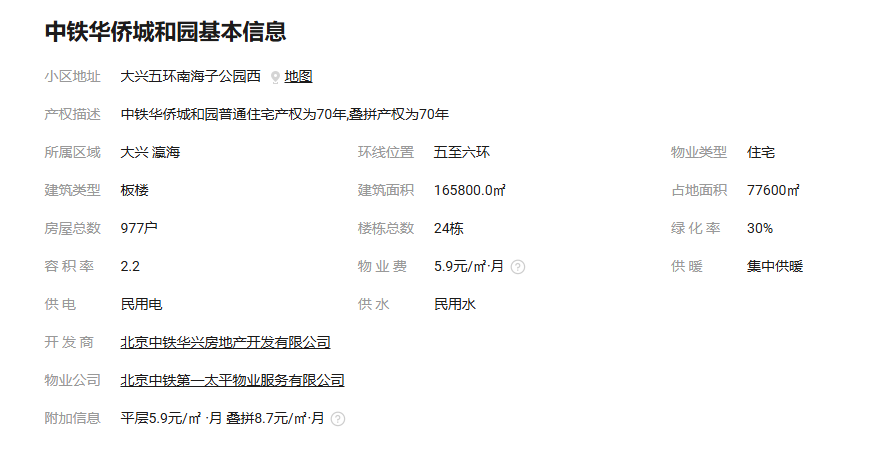 中铁华侨城和园基本信息
小区地址 大兴五环南海子公园西 地图
产权描述 中铁华侨城和园普通住宅产权为70年,叠拼产权为70年
所属区域 大兴 瀛海 环线位置 五至六环 物业类型 住宅
建筑类型 板楼 建筑面积 165800.0㎡ 占地面积 77600㎡
房屋总数 977户 楼栋总数 24栋 绿 化 率 30%
容 积 率 2.2 物 业 费 5.9元/㎡·月 ? 供 暖 集中供暖
供 电 民用电 供 水 民用水
开 发 商 北京中铁华兴房地产开发有限公司
物业公司 北京中铁第一太平物业服务有限公司
附加信息 平层5.9元/㎡ ·月 叠拼8.7元/㎡·月 ?